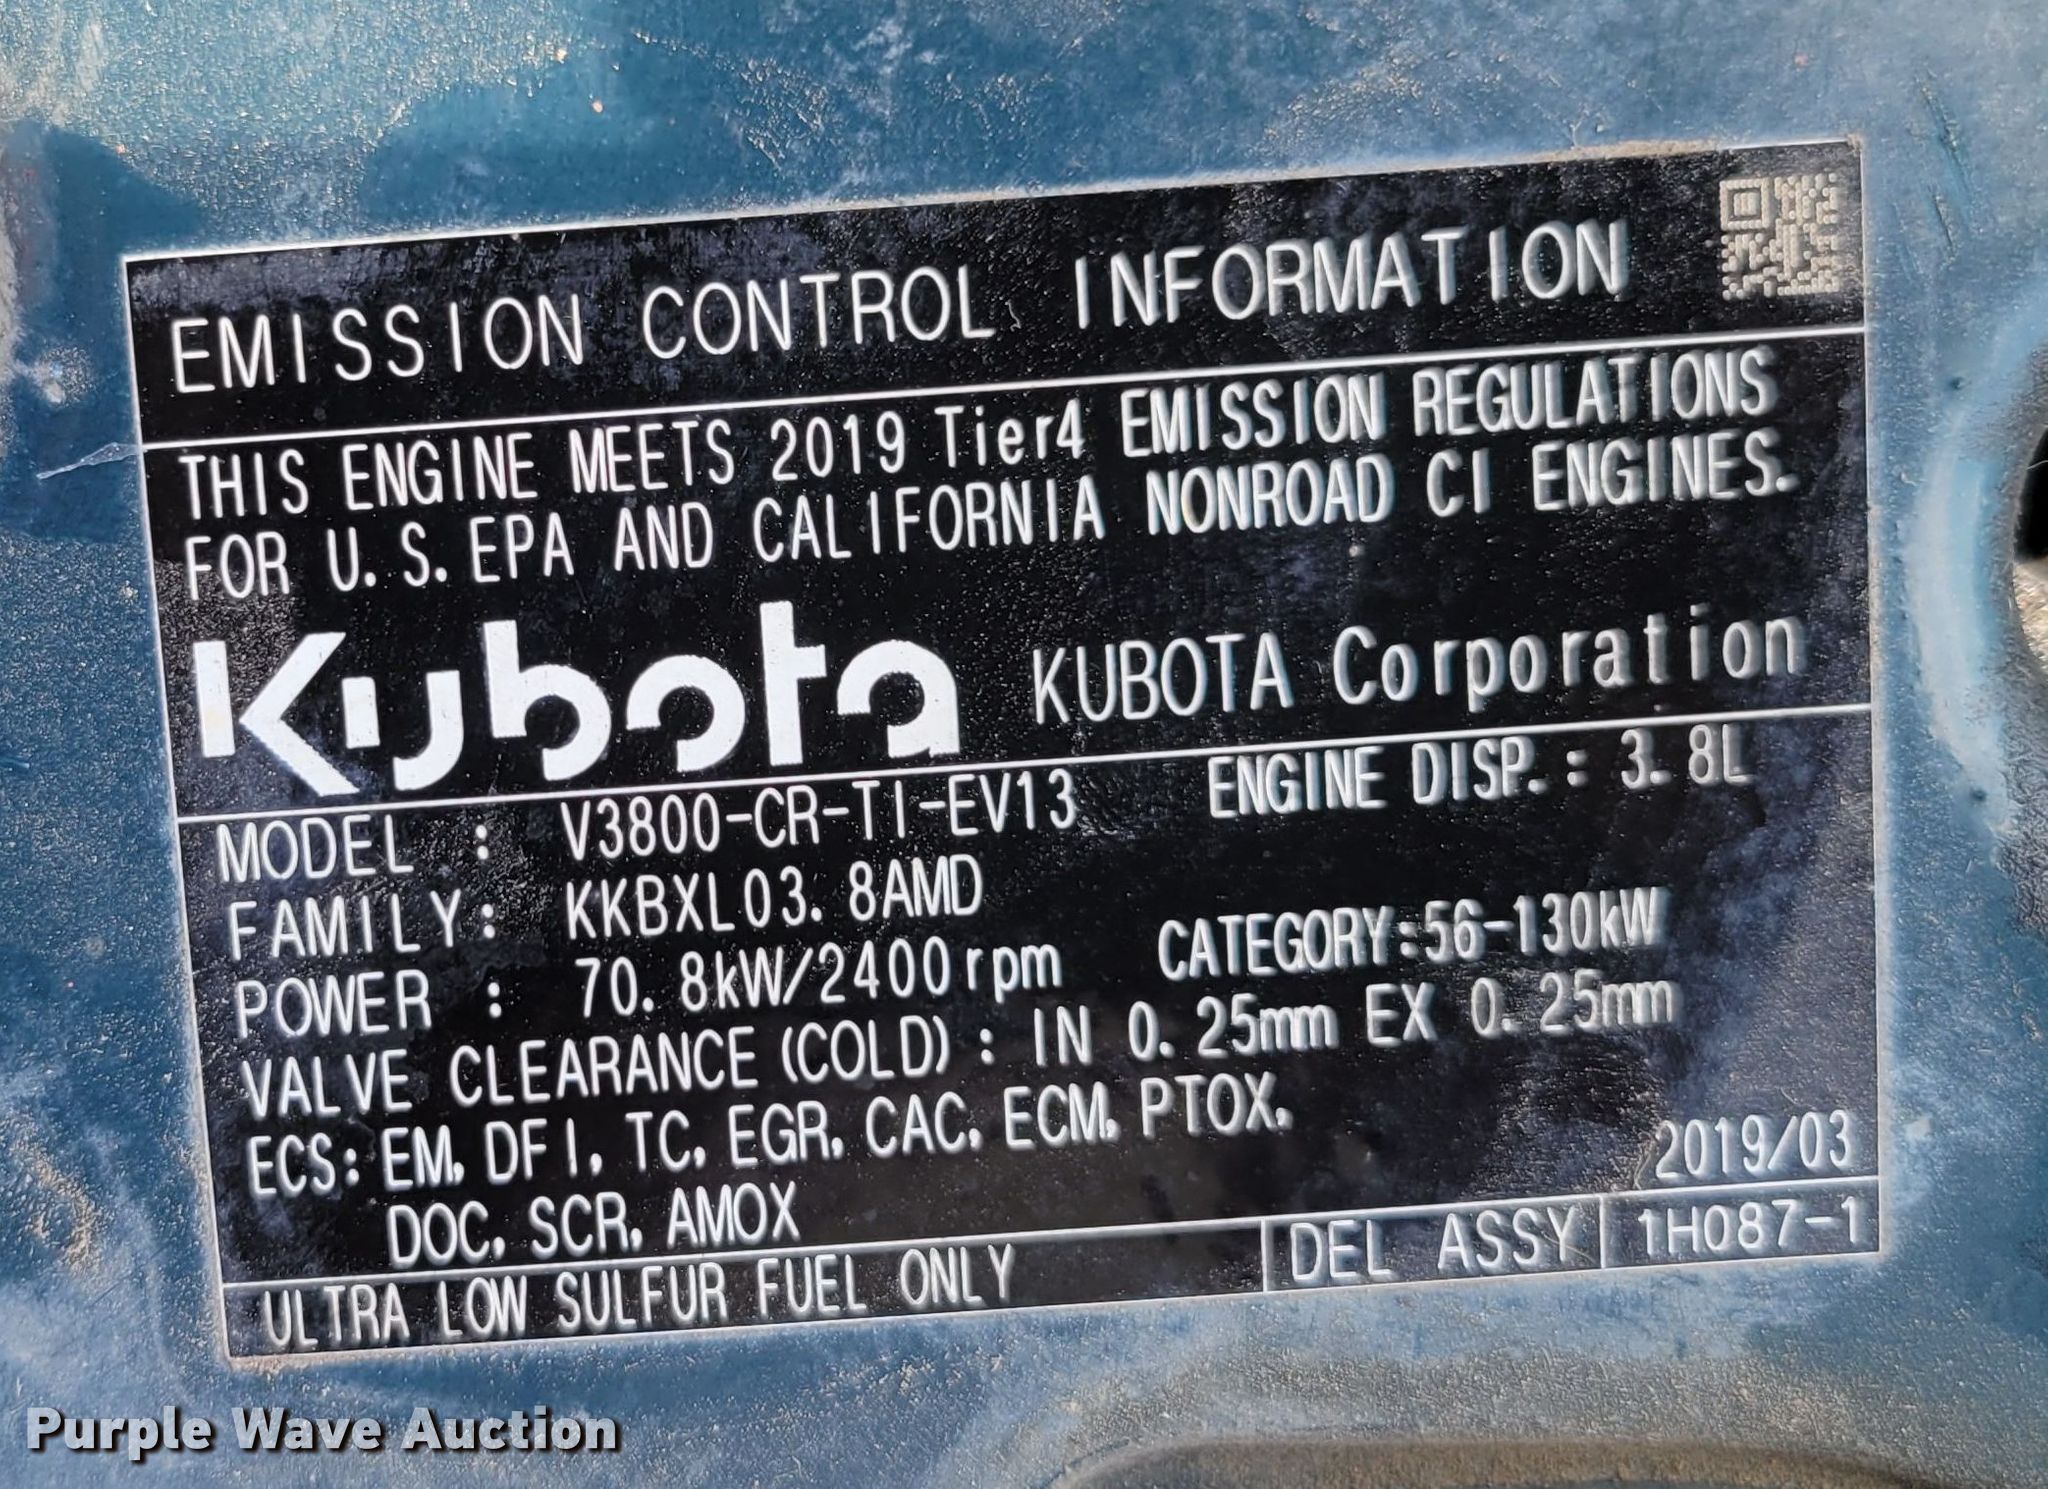 EMISSION CONTROL INFORMATION
THIS ENGINE MEETS 2019 Tier4 EMISSION REGULATIONS
FOR U.S.EPA AND CALIFORNIA NONROAD CI ENGINES.
Kubota KUBOTA Corporation
MODEL : V3800-CR-TI-EV13 ENGINE DISP.: 3.8L
FAMILY: KKBXL03.8AMD
POWER : 70.8kW/2400rpm CATEGORY:56-130kW
VALVE CLEARANCE(COLD): IN 0.25mm EX 0.25mm
ECS: EM, DFI, TC, EGR, CAC, ECM, PTOX,
DOC, SCR, AMOX 2019/03
ULTRA LOW SULFUR FUEL ONLY DEL ASSY 1H087-1
Purple Wave Auction